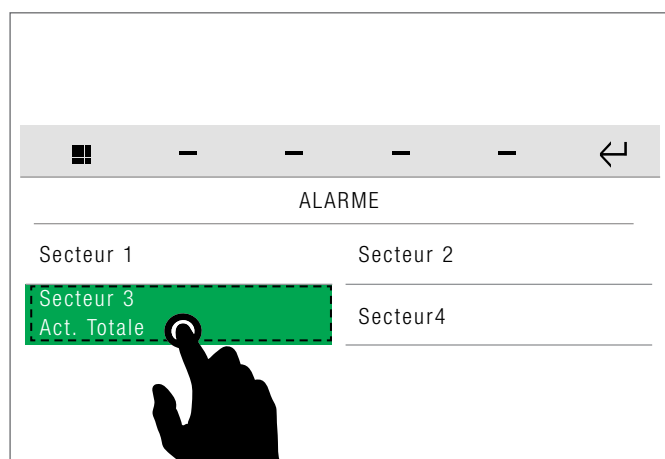 ALARME
Secteur 1
Secteur 2
Secteur 3
Act. Totale
Secteur4